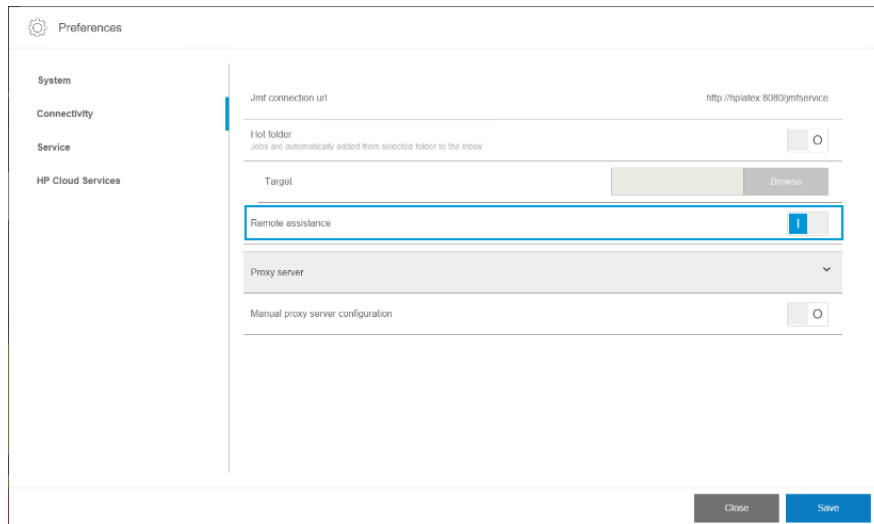 Preferences
System
Connectivity
Service
HP Cloud Services
Jmf connection url http://hplatex:8080/jmfservice
Hot folder
Jobs are automatically added from selected folder to the Inbox
Target Browse
Remote assistance
Proxy server
Manual proxy server configuration
Close Save